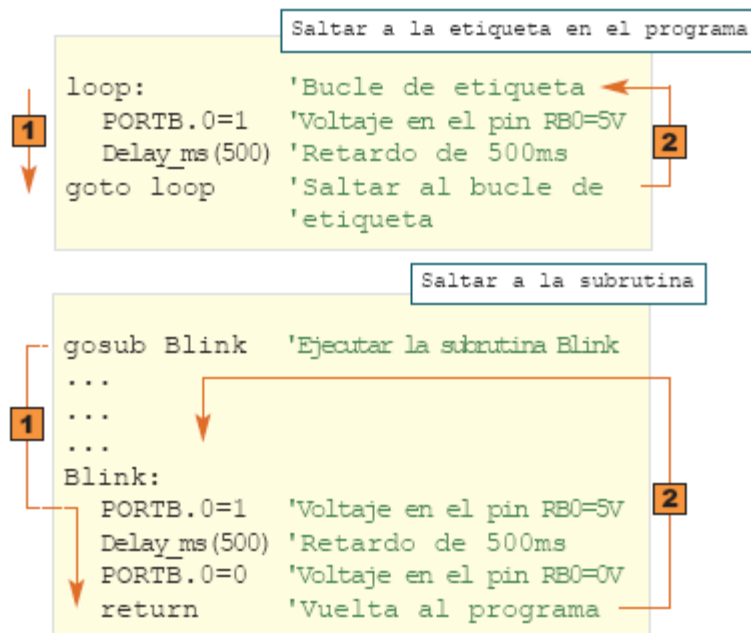 Saltar a la etiqueta en el programa
loop: 'Bucle de etiqueta
1
PORTB.0=1 'Voltaje en el pin RB0=5V
2
Delay_ms(500) 'Retardo de 500ms
goto loop 'Saltar al bucle de
'etiqueta
Saltar a la subrutina
gosub Blink 'Ejecutar la subrutina Blink
...
1
...
...
Blink:
PORTB.0=1 'Voltaje en el pin RB0=5V
2
Delay_ms(500) 'Retardo de 500ms
PORTB.0=0 'Voltaje en el pin RB0=0V
return 'Vuelta al programa